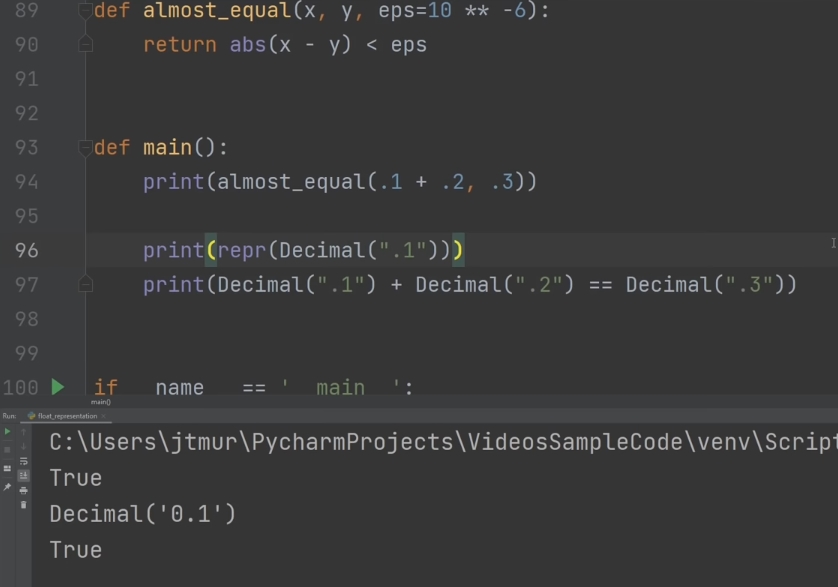 89 def almost_equal(x, y, eps=10 ** -6):
90 return abs(x - y) < eps
91
92
93 def main():
94 print(almost_equal(.1 + .2, .3))
95
96 print(repr(Decimal(".1")))
97 print(Decimal(".1") + Decimal(".2") == Decimal(".3"))
98
99
100 if __name__ == '__main__':
main()
Run: float_representation ×
C:\Users\jtmur\PycharmProjects\VideosSampleCode\venv\Script
True
Decimal('0.1')
True